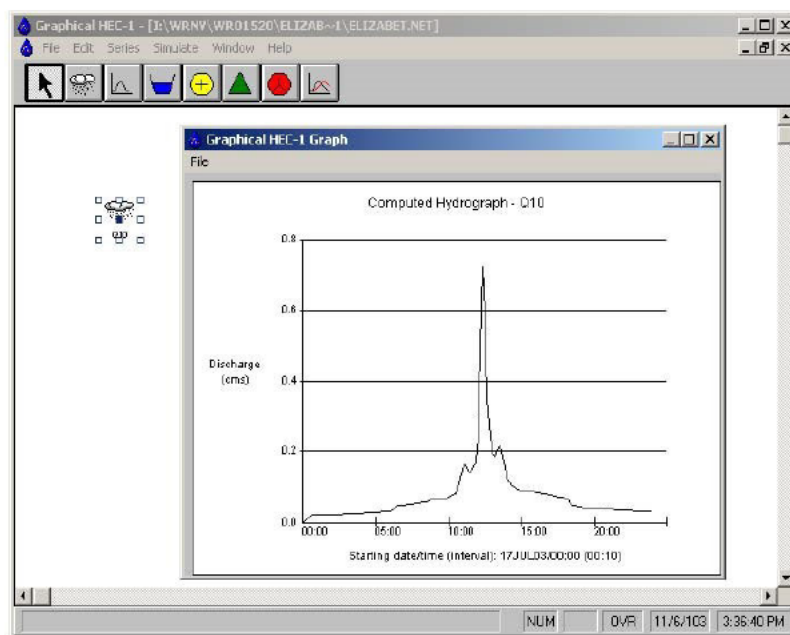 Graphical HEC-1 - [I:\WRNV\WR01520\ELIZAB~1\ELIZABET.NET]
File Edit Series Simulate Window Help
Graphical HEC-1 Graph
File
Computed Hydrograph - Q10
0.8
0.6
Discharge
(cms)
0.4
0.2
0.0
00:00 05:00 10:00 15:00 20:00
Starting date/time (interval): 17JUL03/00:00 (00:10)
NUM OVR 11/6/103 3:36:40 PM